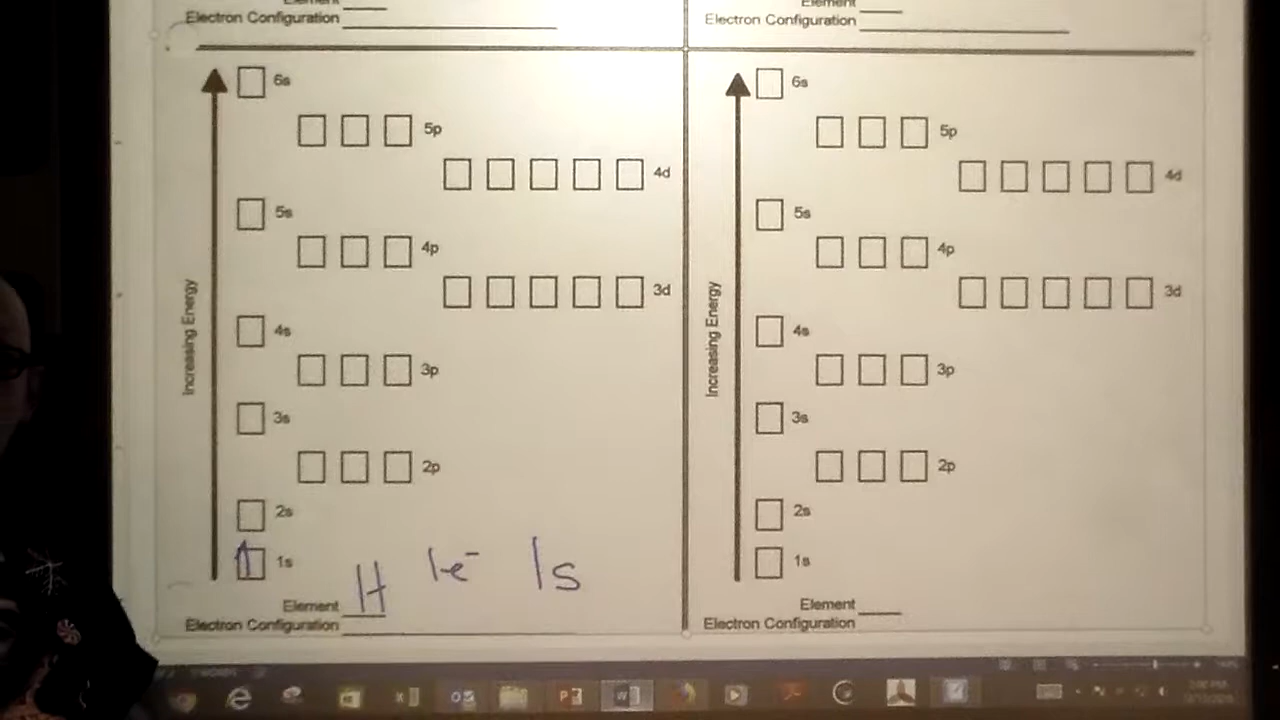 Element
Element
Electron Configuration
Electron Configuration
6s
6s
5p
5p
4d
4d
5s
5s
4p
4p
3d
3d
Increasing Energy
Increasing Energy
4s
4s
3p
3p
3s
3s
2p
2p
2s
2s
1s
1s
H 1e⁻ 1s
Element
Element
Electron Configuration
Electron Configuration